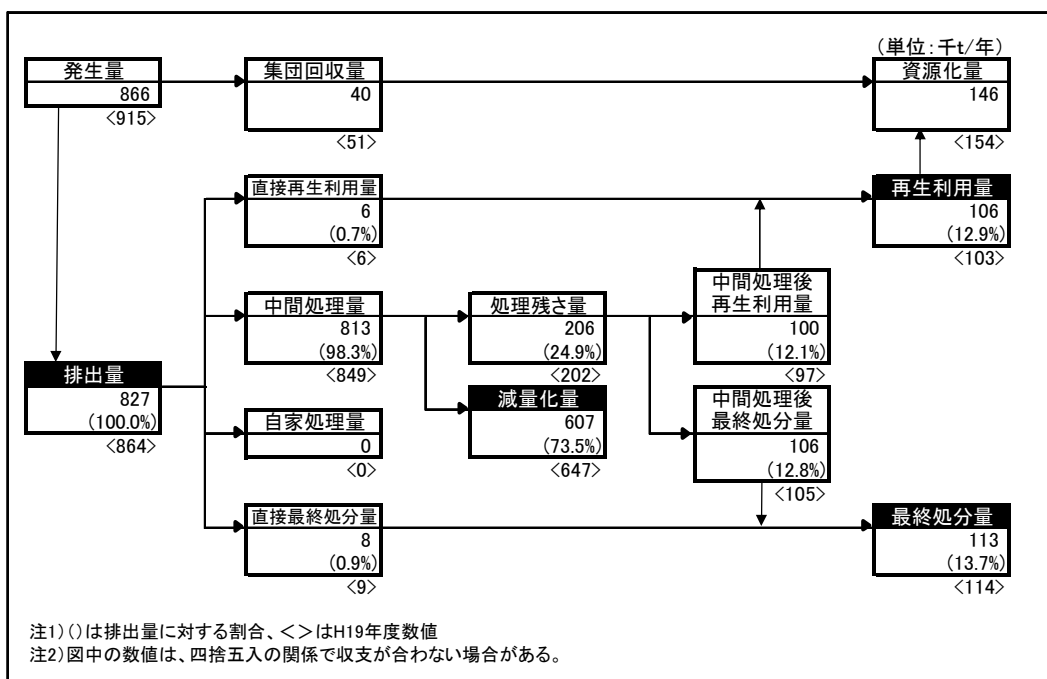 (単位:千t/年)
発生量
866
<915>
集団回収量
40
<51>
資源化量
146
<154>
直接再生利用量
6
(0.7%)
<6>
再生利用量
106
(12.9%)
<103>
中間処理量
813
(98.3%)
<849>
処理残さ量
206
(24.9%)
<202>
中間処理後
再生利用量
100
(12.1%)
<97>
排出量
827
(100.0%)
<864>
減量化量
607
(73.5%)
<647>
中間処理後
最終処分量
106
(12.8%)
<105>
自家処理量
0
<0>
直接最終処分量
8
(0.9%)
<9>
最終処分量
113
(13.7%)
<114>
注1)()は排出量に対する割合、<>はH19年度数値
注2)図中の数値は、四捨五入の関係で収支が合わない場合がある。